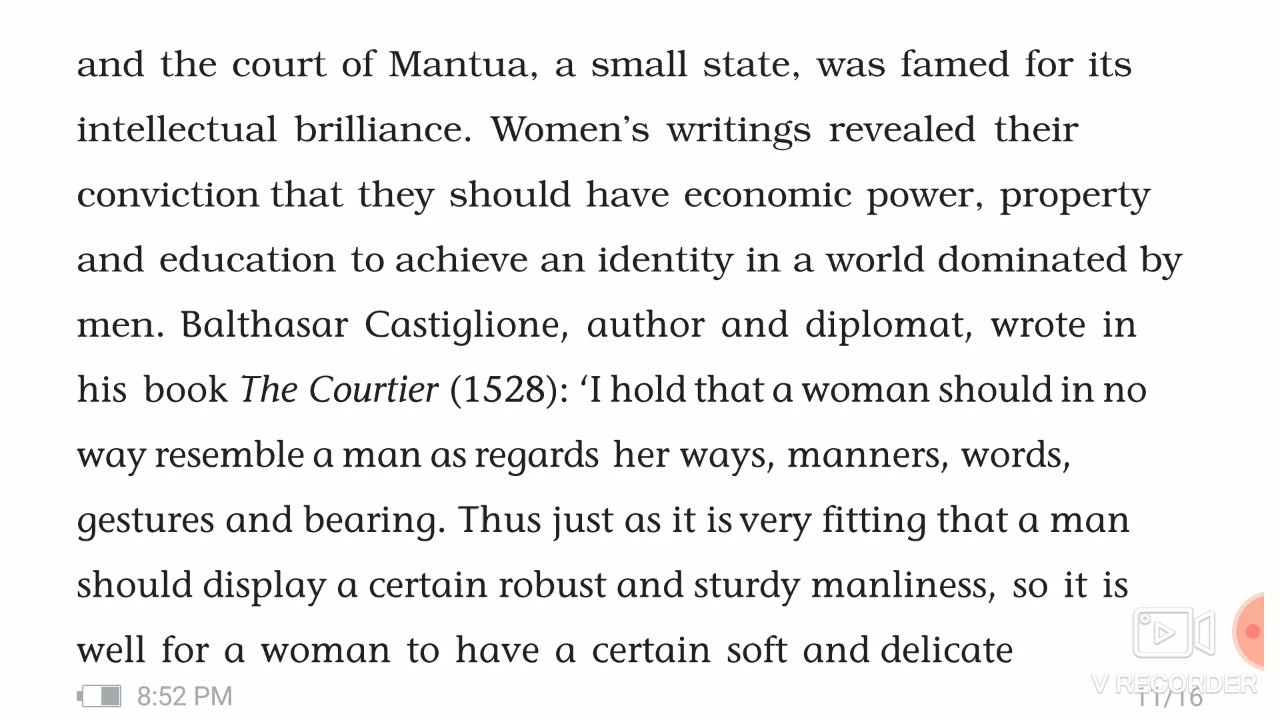 and the court of Mantua, a small state, was famed for its
intellectual brilliance. Women’s writings revealed their
conviction that they should have economic power, property
and education to achieve an identity in a world dominated by
men. Balthasar Castiglione, author and diplomat, wrote in
his book The Courtier (1528): ‘I hold that a woman should in no
way resemble a man as regards her ways, manners, words,
gestures and bearing. Thus just as it is very fitting that a man
should display a certain robust and sturdy manliness, so it is
well for a woman to have a certain soft and delicate
8:52 PM
V RECORDER
11/16